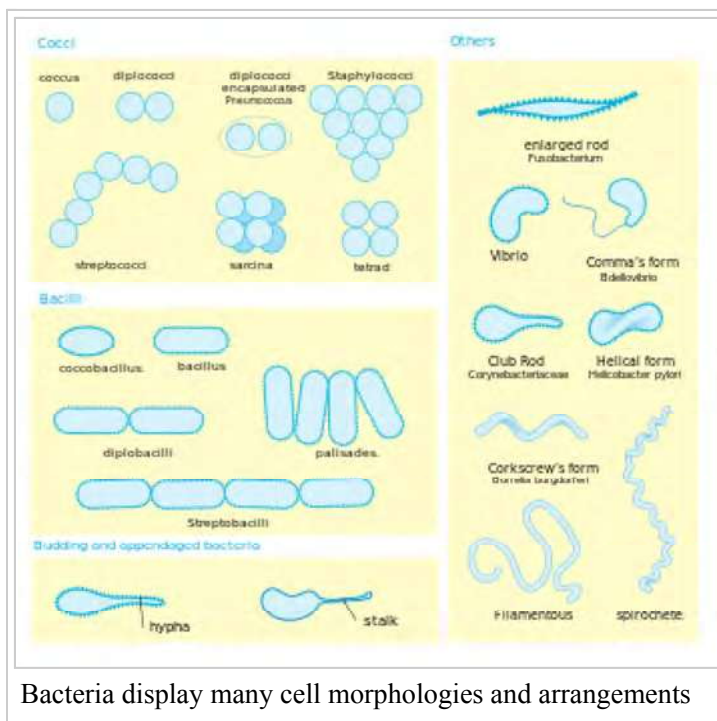 Cocci
coccus
diplococci
diplococci
encapsulated
Pneumococcus
Staphylococci
streptococci
sarcina
tetrad
Bacilli
coccobacillus.
bacillus
diplobacilli
palisades.
Streptobacilli
Budding and appendaged bacteria
hypha
stalk
Others
enlarged rod
Fusobacterium
Vibrio
Comma's form
Bdellovibrio
Club Rod
Corynebacteriaceae
Helical form
Helicobacter pylori
Corkscrew's form
Borrelia burgdorferi
Filamentous
spirochete
Bacteria display many cell morphologies and arrangements